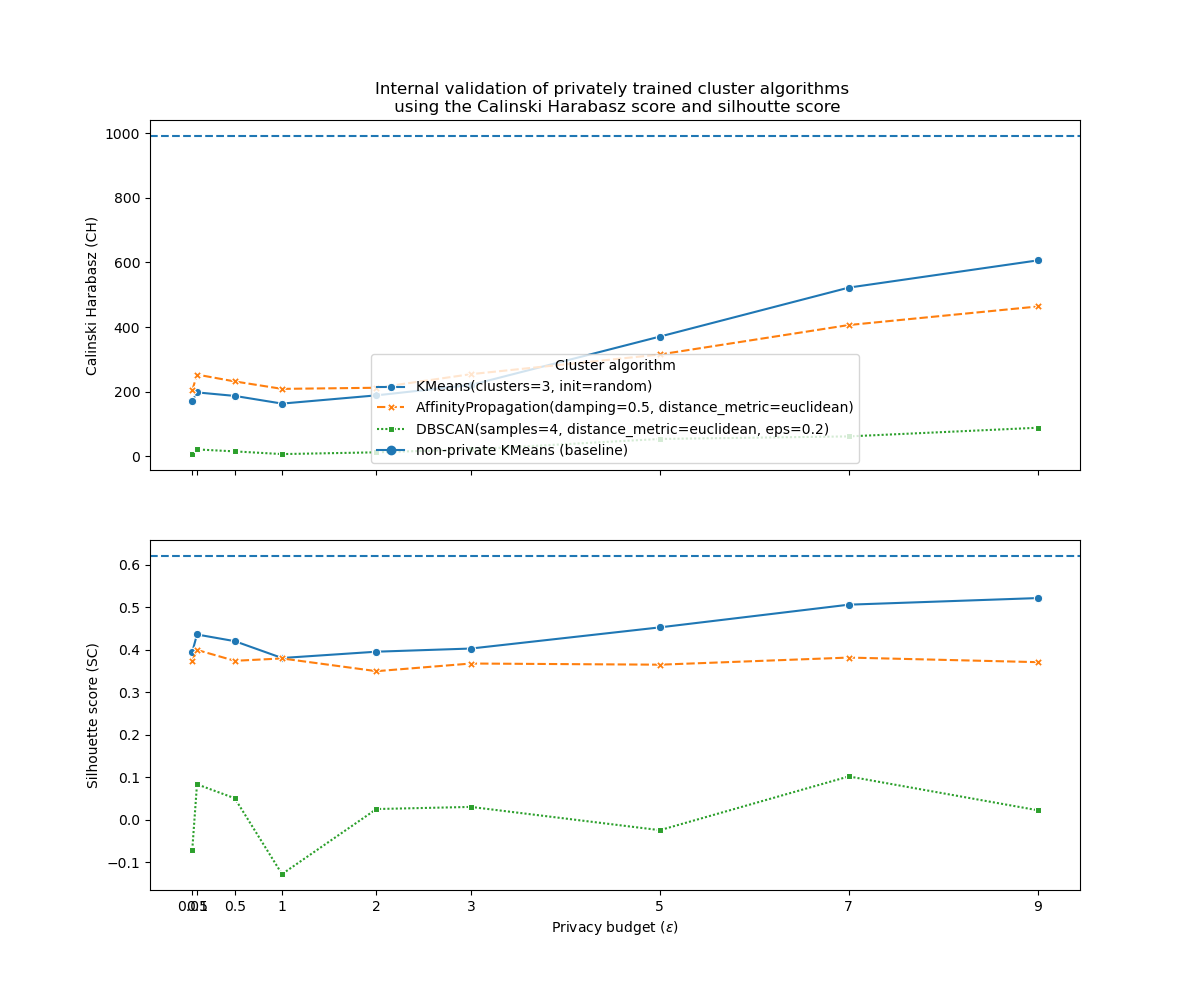 Internal validation of privately trained cluster algorithms
using the Calinski Harabasz score and silhoutte score
1000
800
600
400
200
0
Calinski Harabasz (CH)
Cluster algorithm
KMeans(clusters=3, init=random)
AffinityPropagation(damping=0.5, distance_metric=euclidean)
DBSCAN(samples=4, distance_metric=euclidean, eps=0.2)
non-private KMeans (baseline)
0.6
0.5
0.4
0.3
0.2
0.1
0.0
−0.1
Silhouette score (SC)
0.5 1 2 3 5 7 9
Privacy budget (ε)